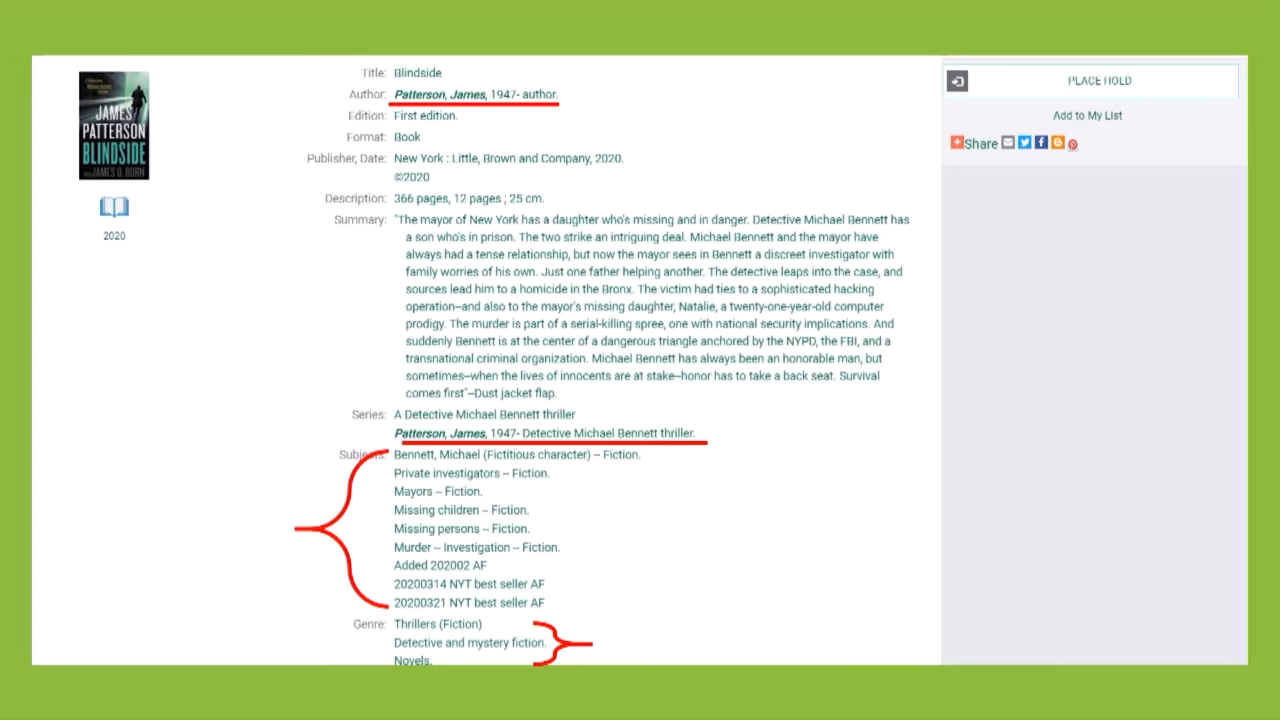 JAMES
PATTERSON
BLINDSIDE
AND JAMES O. BORN
2020
Title: Blindside
Author: Patterson, James, 1947- author.
Edition: First edition.
Format: Book
Publisher, Date: New York : Little, Brown and Company, 2020.
©2020
Description: 366 pages, 12 pages ; 25 cm.
Summary: "The mayor of New York has a daughter who's missing and in danger. Detective Michael Bennett has
a son who's in prison. The two strike an intriguing deal. Michael Bennett and the mayor have
always had a tense relationship, but now the mayor sees in Bennett a discreet investigator with
family worries of his own. Just one father helping another. The detective leaps into the case, and
sources lead him to a homicide in the Bronx. The victim had ties to a sophisticated hacking
operation--and also to the mayor's missing daughter, Natalie, a twenty-one-year-old computer
prodigy. The murder is part of a serial-killing spree, one with national security implications. And
suddenly Bennett is at the center of a dangerous triangle anchored by the NYPD, the FBI, and a
transnational criminal organization. Michael Bennett has always been an honorable man, but
sometimes--when the lives of innocents are at stake--honor has to take a back seat. Survival
comes first"--Dust jacket flap.
Series: A Detective Michael Bennett thriller
Patterson, James, 1947- Detective Michael Bennett thriller.
Subjects: Bennett, Michael (Fictitious character) -- Fiction.
Private investigators -- Fiction.
Mayors -- Fiction.
Missing children -- Fiction.
Missing persons -- Fiction.
Murder -- Investigation -- Fiction.
Added 202002 AF
20200314 NYT best seller AF
20200321 NYT best seller AF
Genre: Thrillers (Fiction)
Detective and mystery fiction.
Novels.
PLACE HOLD
Add to My List
Share